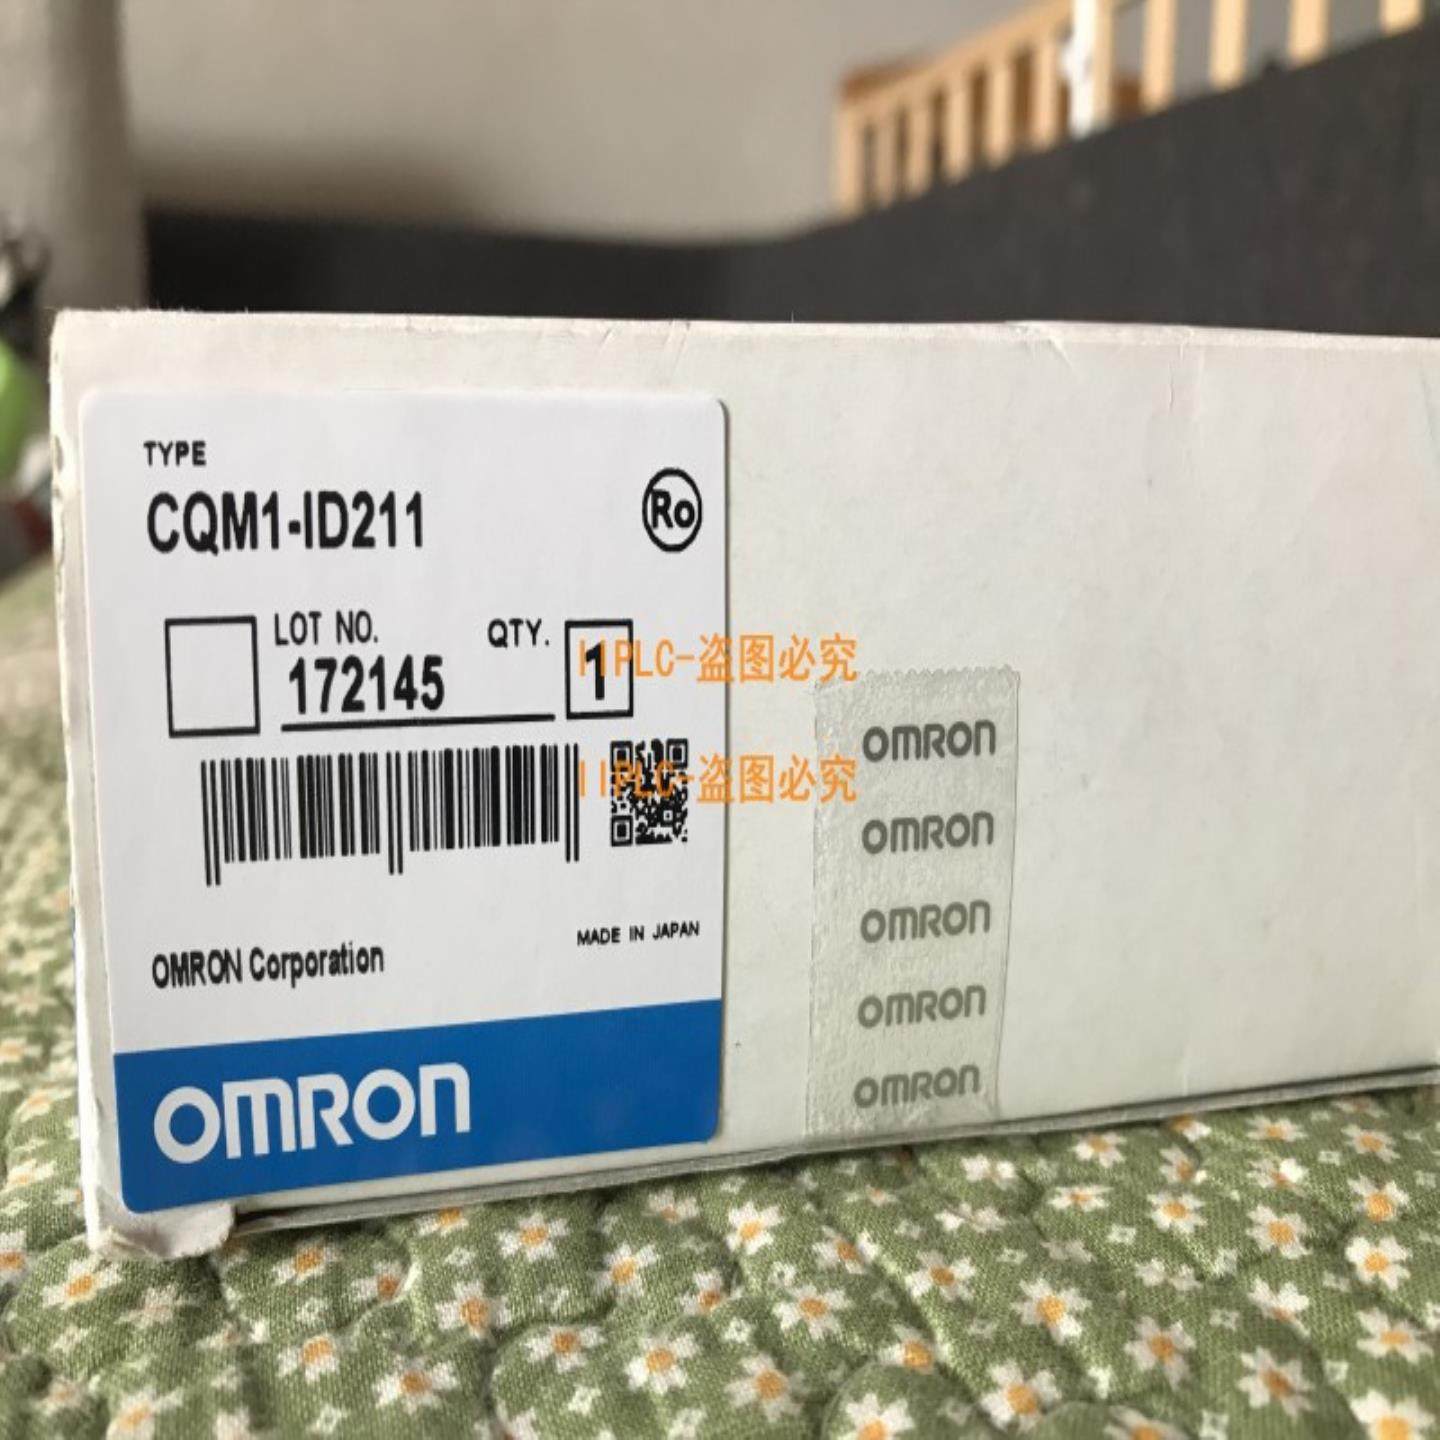 TYPE
CQM1-ID211
Ro
LOT NO.
172145
QTY.
1
IIPLC-盗图必究
IIPLC-盗图必究
OMRON Corporation
MADE IN JAPAN
OMRON
OMRON
OMRON
OMRON
OMRON
OMRON